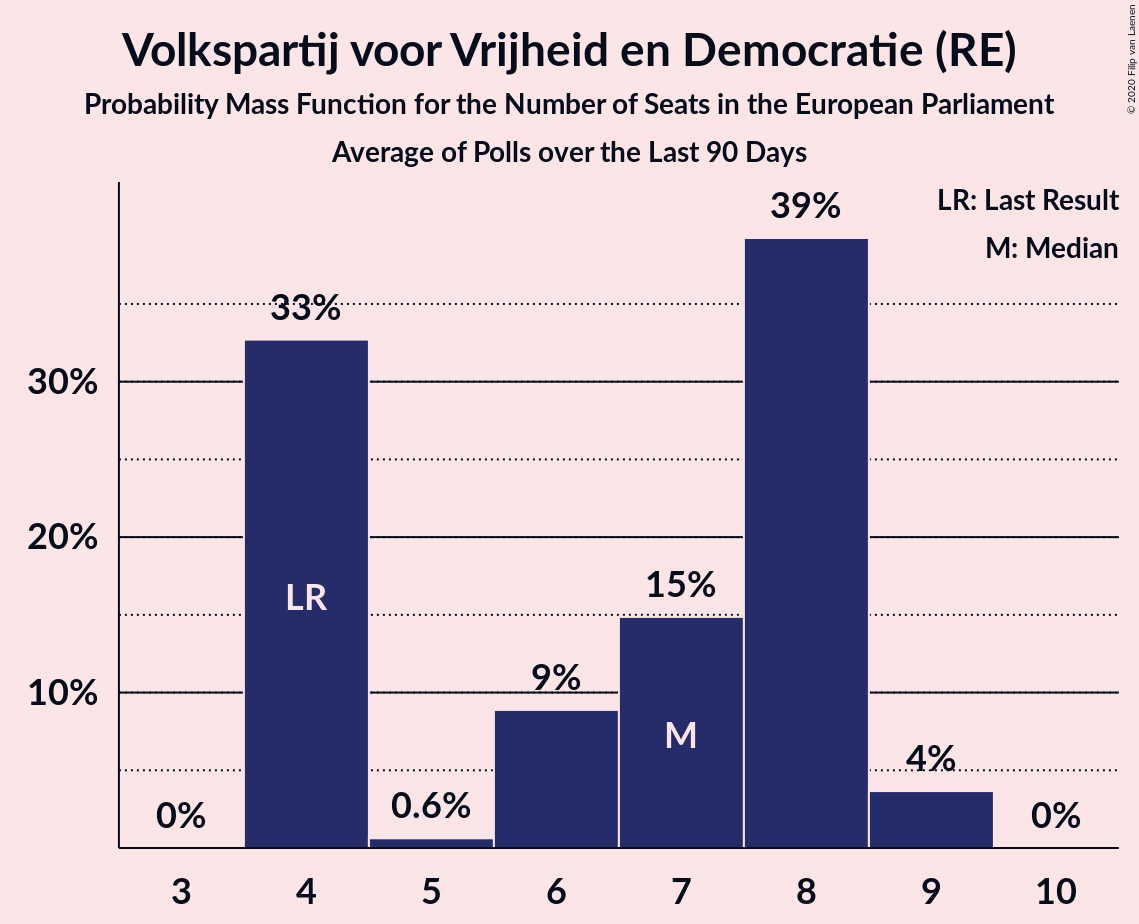 Volkspartij voor Vrijheid en Democratie (RE)
Probability Mass Function for the Number of Seats in the European Parliament
Average of Polls over the Last 90 Days
© 2020 Filip van Laenen
LR: Last Result
M: Median
39%
33%
30%
20%
10%
LR
15%
9%
M
4%
0%
0.6%
0%
3 4 5 6 7 8 9 10